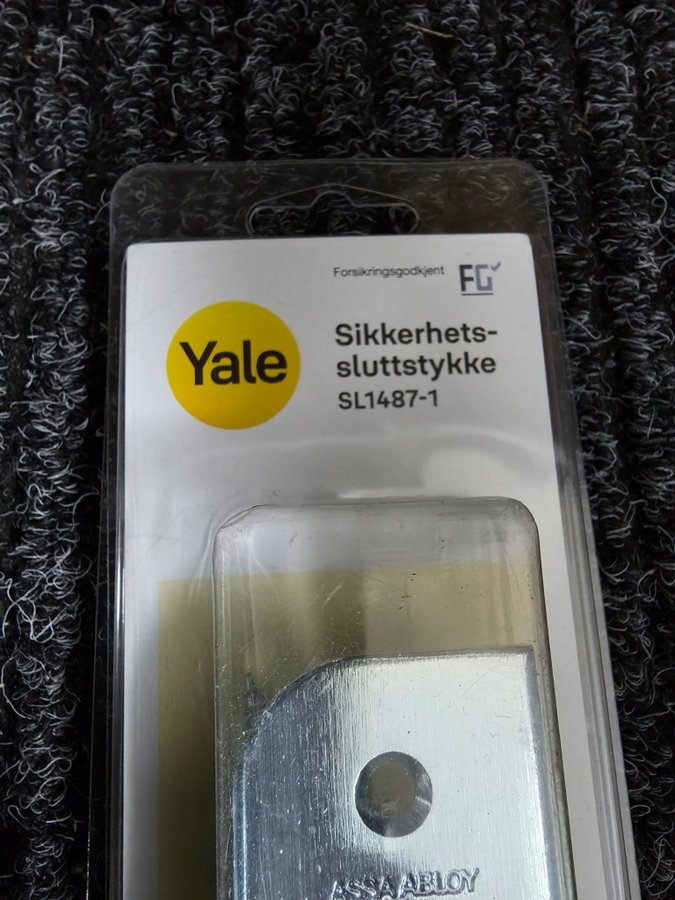 Forsikringsgodkjent FG
Yale
Sikkerhets-
sluttstykke
SL1487-1
ASSA ABLOY